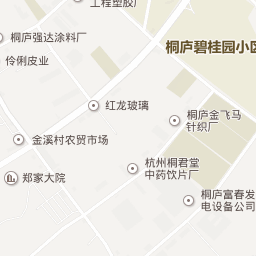 工程塑胶厂
桐庐强达涂料厂
桐庐碧桂园小区
伶俐皮业
红龙玻璃
桐庐金飞马
针织厂
金溪村农贸市场
杭州桐君堂
中药饮片厂
郑家大院
桐庐富春发
电设备公司